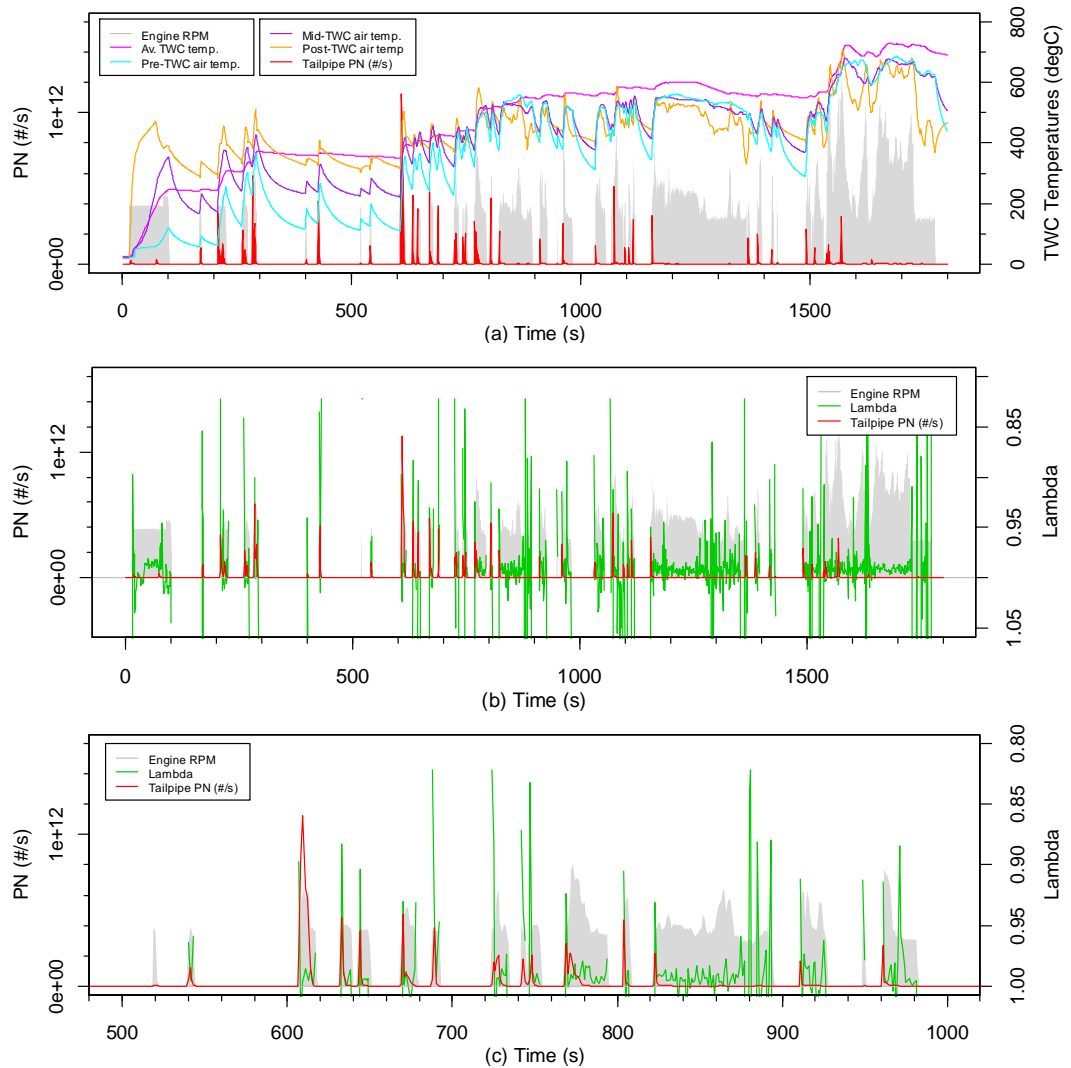 Engine RPM
Av. TWC temp.
Pre-TWC air temp.
Mid-TWC air temp.
Post-TWC air temp
Tailpipe PN (#/s)
PN (#/s)
0e+00
1e+12
0
200
400
600
800
TWC Temperatures (degC)
0
500
1000
1500
(a) Time (s)
Engine RPM
Lambda
Tailpipe PN (#/s)
PN (#/s)
0e+00
1e+12
0.85
0.95
1.05
Lambda
0
500
1000
1500
(b) Time (s)
Engine RPM
Lambda
Tailpipe PN (#/s)
PN (#/s)
0e+00
1e+12
0.80
0.85
0.90
0.95
1.00
Lambda
500
600
700
800
900
1000
(c) Time (s)